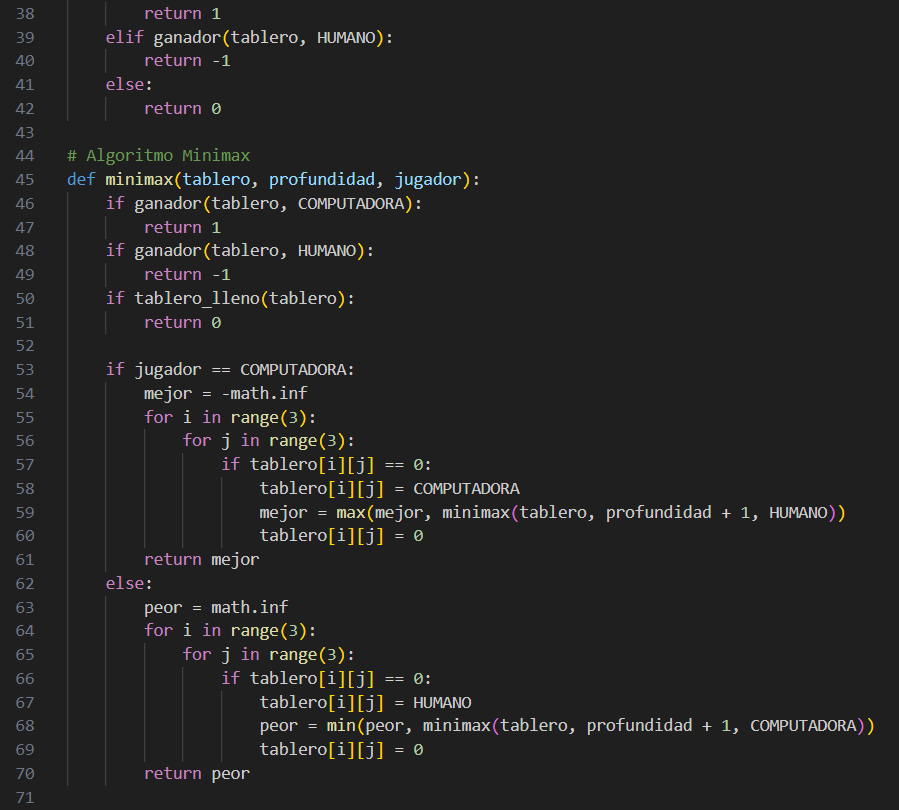 38 return 1
39 elif ganador(tablero, HUMANO):
40 return -1
41 else:
42 return 0
43
44 # Algoritmo Minimax
45 def minimax(tablero, profundidad, jugador):
46 if ganador(tablero, COMPUTADORA):
47 return 1
48 if ganador(tablero, HUMANO):
49 return -1
50 if tablero_lleno(tablero):
51 return 0
52
53 if jugador == COMPUTADORA:
54 mejor = -math.inf
55 for i in range(3):
56 for j in range(3):
57 if tablero[i][j] == 0:
58 tablero[i][j] = COMPUTADORA
59 mejor = max(mejor, minimax(tablero, profundidad + 1, HUMANO))
60 tablero[i][j] = 0
61 return mejor
62 else:
63 peor = math.inf
64 for i in range(3):
65 for j in range(3):
66 if tablero[i][j] == 0:
67 tablero[i][j] = HUMANO
68 peor = min(peor, minimax(tablero, profundidad + 1, COMPUTADORA))
69 tablero[i][j] = 0
70 return peor
71